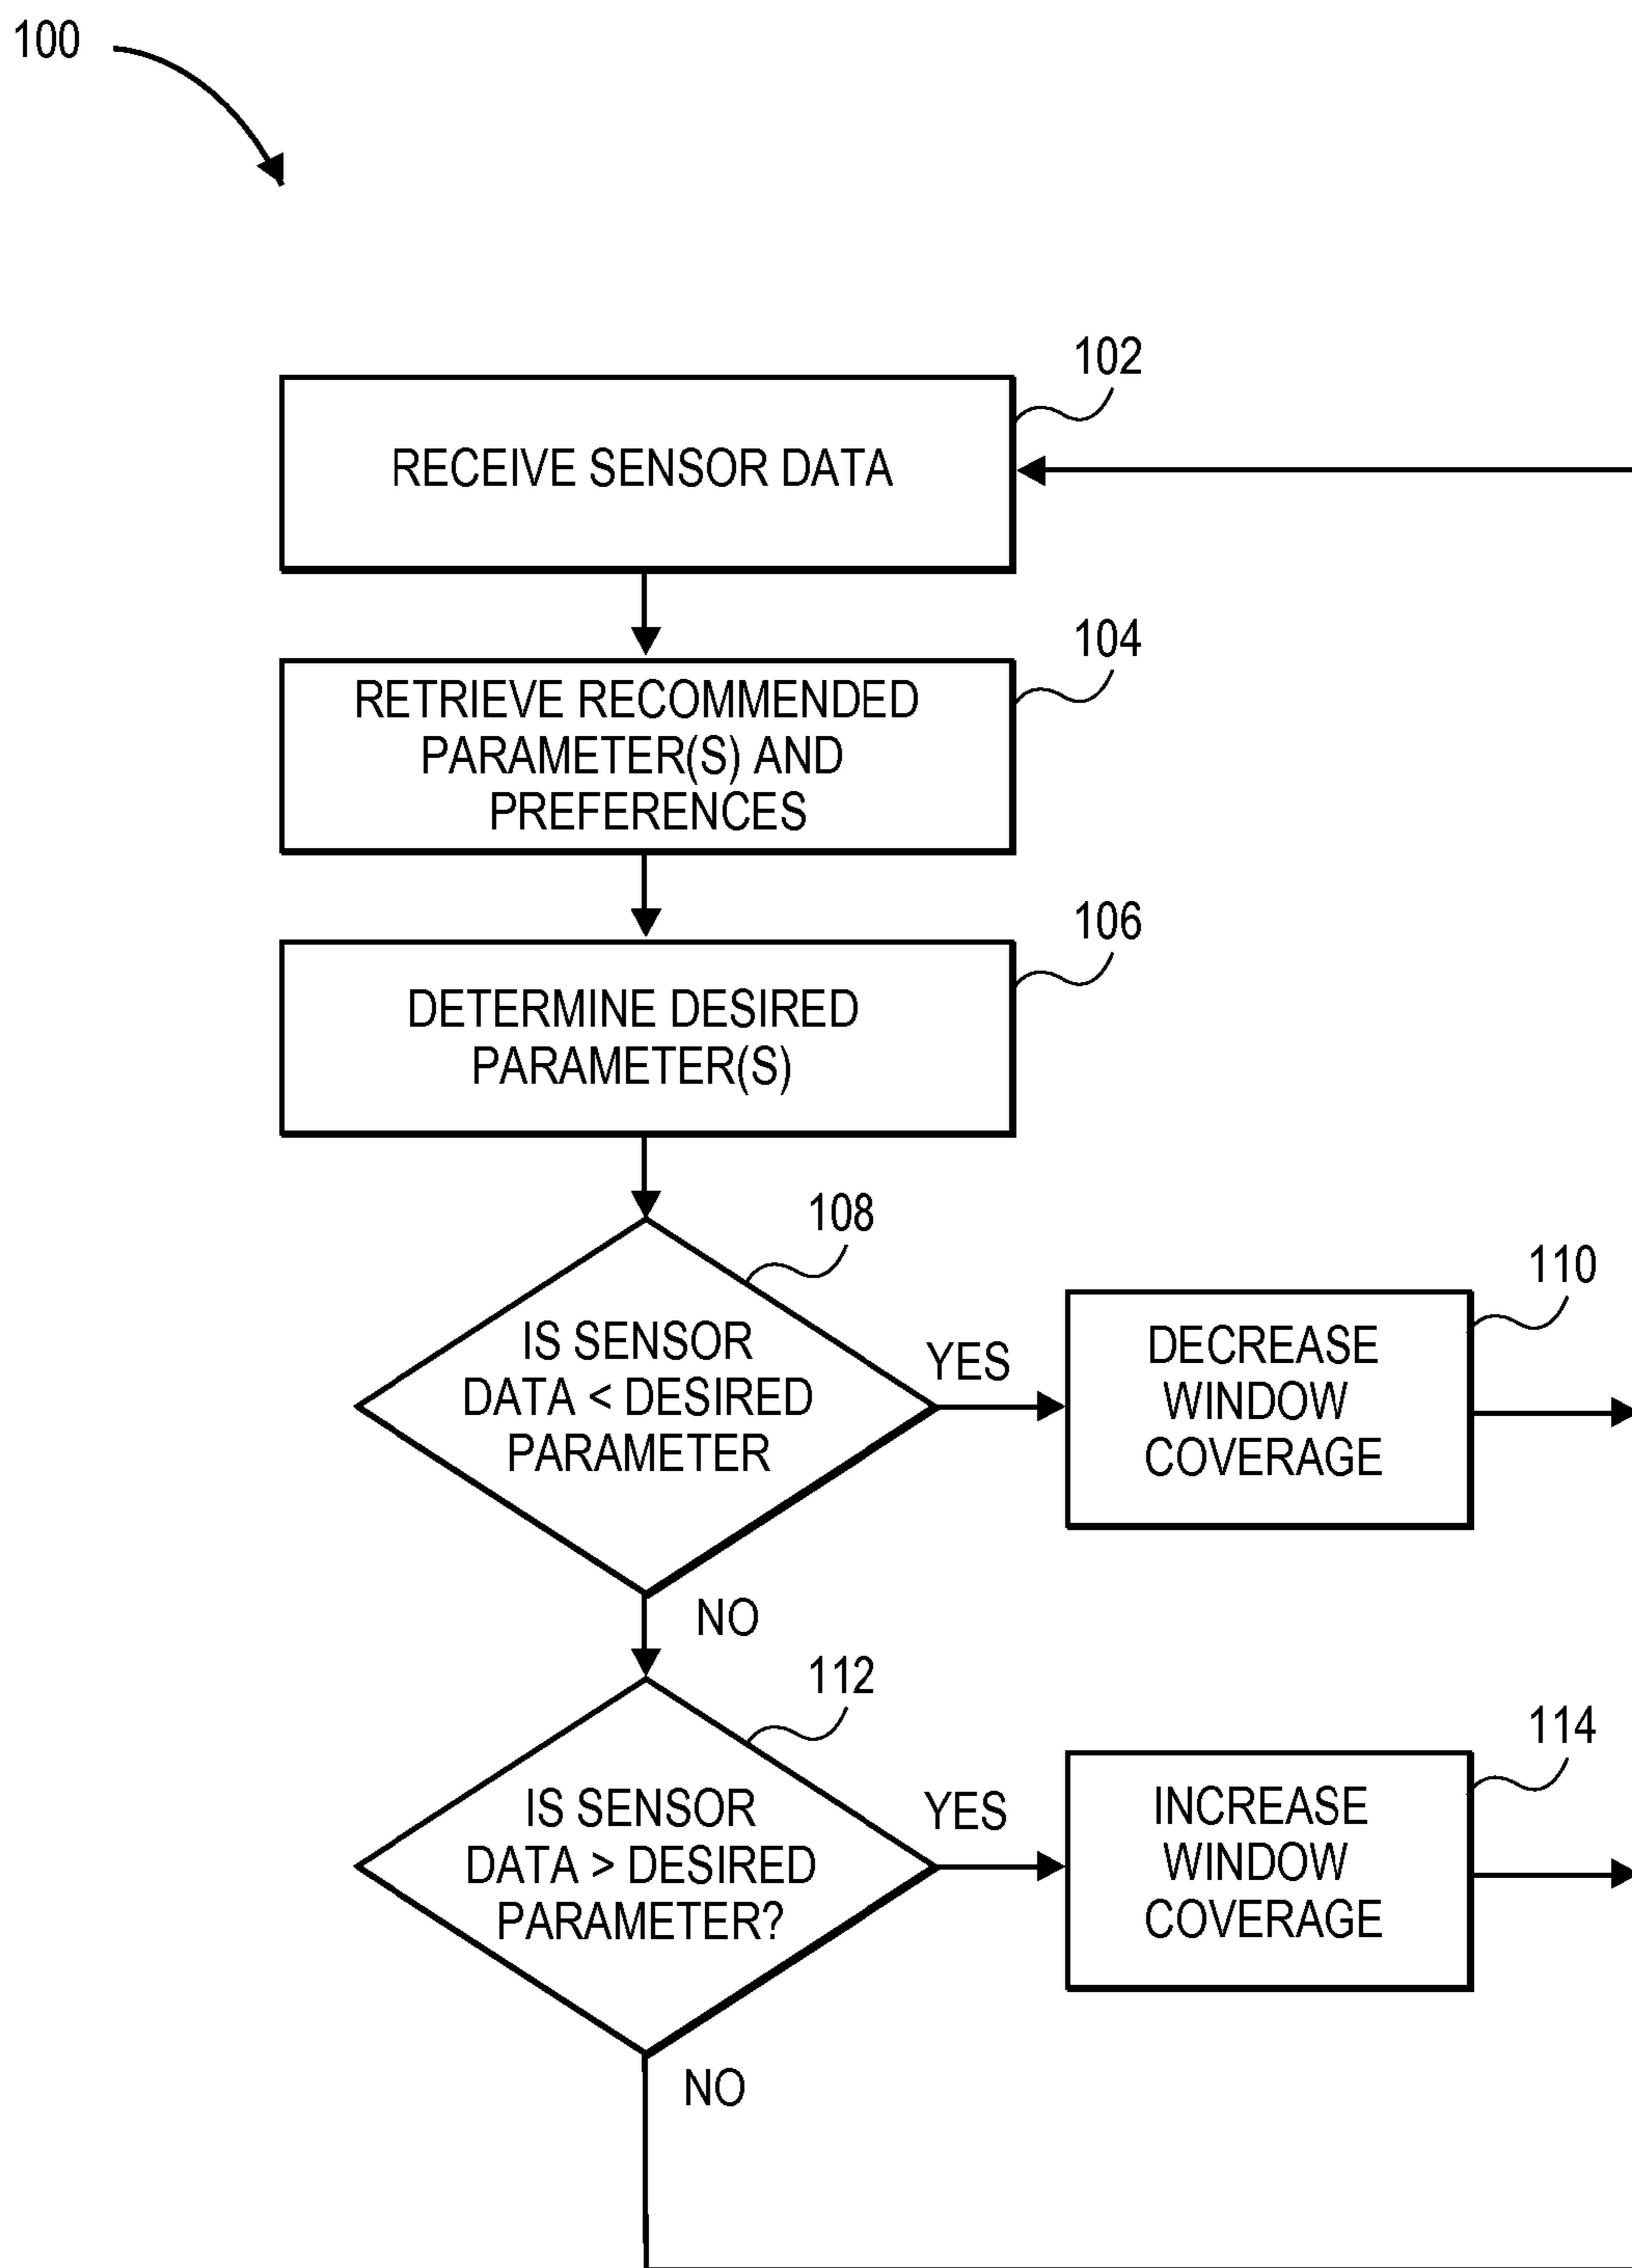 100
102
RECEIVE SENSOR DATA
104
RETRIEVE RECOMMENDED
PARAMETER(S) AND
PREFERENCES
106
DETERMINE DESIRED
PARAMETER(S)
108
IS SENSOR
DATA < DESIRED
PARAMETER
YES
110
DECREASE
WINDOW
COVERAGE
NO
112
IS SENSOR
DATA > DESIRED
PARAMETER?
YES
114
INCREASE
WINDOW
COVERAGE
NO